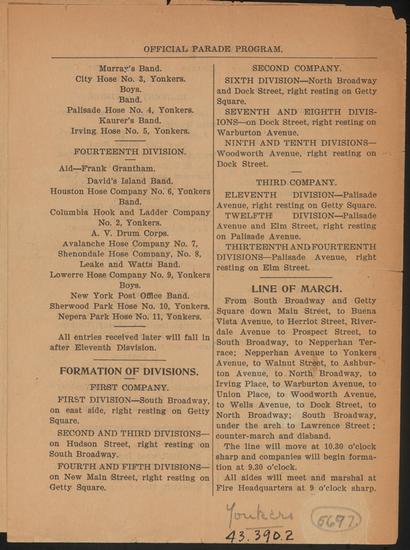 OFFICIAL PARADE PROGRAM.
Murray's Band.
City Hose No. 3, Yonkers.
Boys.
Band.
Palisade Hose No. 4, Yonkers.
Kaurer's Band.
Irving Hose No. 5, Yonkers.
FOURTEENTH DIVISION.
Aid—Frank Grantham.
David's Island Band.
Houston Hose Company No. 6, Yonkers
Band.
Columbia Hook and Ladder Company
No. 2, Yonkers.
A. V. Drum Corps.
Avalanche Hose Company No. 7,
Shenondale Hose Company, No. 8,
Leake and Watts Band.
Lowerre Hose Company No. 9, Yonkers
Boys.
New York Post Office Band.
Sherwood Park Hose No. 10, Yonkers.
Nepera Park Hose No. 11, Yonkers.
All entries received later will fall in
after Eleventh Disvision.
FORMATION OF DIVISIONS.
FIRST COMPANY.
FIRST DIVISION—South Broadway,
on east side, right resting on Getty
Square.
SECOND AND THIRD DIVISIONS—
on Hudson Street, right resting on
South Broadway.
FOURTH AND FIFTH DIVISIONS—
on New Main Street, right resting on
Getty Square.
SECOND COMPANY.
SIXTH DIVISION—North Broadway
and Dock Street, right resting on Getty
Square.
SEVENTH AND EIGHTH DIVIS-
IONS—on Dock Street, right resting on
Warburton Avenue.
NINTH AND TENTH DIVISIONS—
Woodworth Avenue, right resting on
Dock Street.
THIRD COMPANY.
ELEVENTH DIVISION—Palisade
Avenue, right resting on Getty Square.
TWELFTH DIVISION—Palisade
Avenue and Elm Street, right resting
on Palisade Avenue.
THIRTEENTH AND FOURTEENTH
DIVISIONS—Palisade Avenue, right
resting on Elm Street.
LINE OF MARCH.
From South Broadway and Getty
Square down Main Street, to Buena
Vista Avenue, to Herriot Street, River-
dale Avenue to Prospect Street, to
South Broadway, to Nepperhan Ter-
race; Nepperhan Avenue to Yonkers
Avenue, to Walnut Street, to Ashbur-
ton Avenue, to North Broadway, to
Irving Place, to Warburton Avenue, to
Union Place, to Woodworth Avenue,
to Wells Avenue, to Dock Street, to
North Broadway; South Broadway,
under the arch to Lawrence Street;
counter-march and disband.
The line will move at 10.30 o'clock
sharp and companies will begin forma-
tion at 9.30 o'clock.
All sides will meet and marshal at
Fire Headquarters at 9 o'clock sharp.
Yonkers
5697
43.390.2